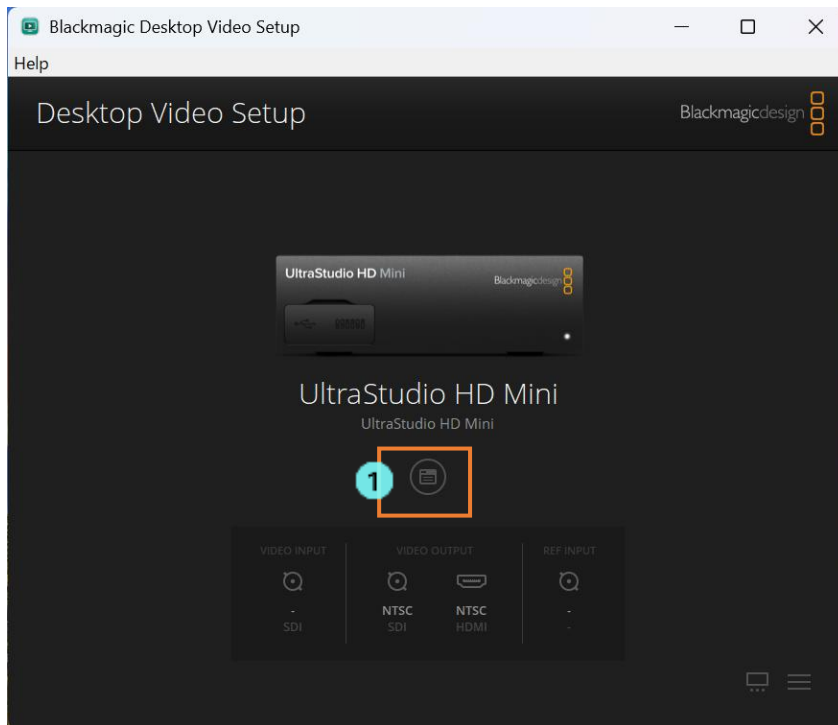 Blackmagic Desktop Video Setup
Help
Desktop Video Setup
Blackmagicdesign
UltraStudio HD Mini
Blackmagicdesign
UltraStudio HD Mini
UltraStudio HD Mini
1
VIDEO INPUT
VIDEO OUTPUT
REF INPUT
-
NTSC
NTSC
-
SDI
SDI
HDMI
-